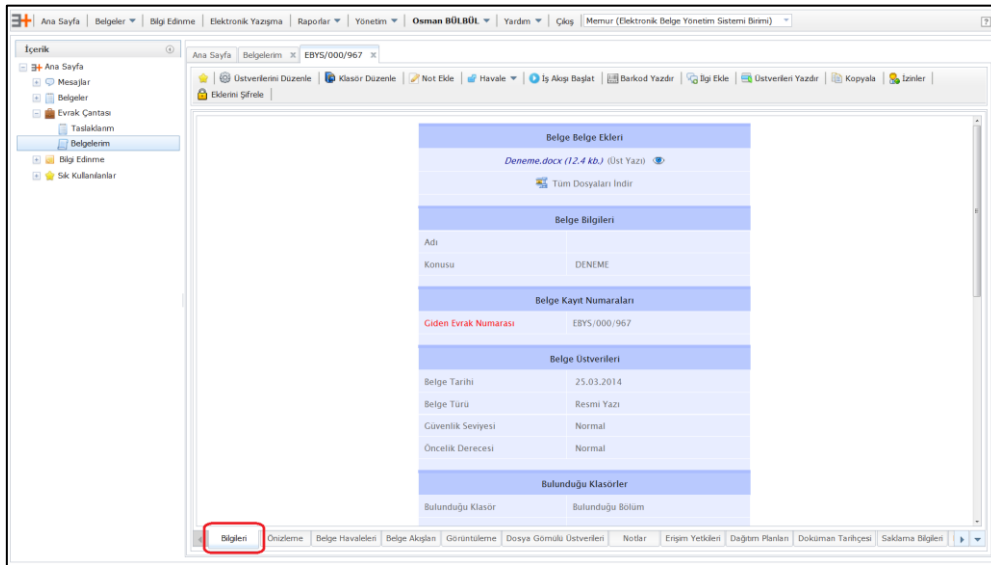 Ana Sayfa Belgeler Bilgi Edinme Elektronik Yazışma Raporlar Yönetim Osman BÜLBÜL Yardım Çıkış Memur (Elektronik Belge Yönetim Sistemi Birimi) ?
İçerik
Ana Sayfa
Mesajlar
Belgeler
Evrak Çantası
Taslaklarım
Belgelerim
Bilgi Edinme
Sık Kullanılanlar
Ana Sayfa Belgelerim x EBYS/000/967 x
Üstverilerini Düzenle Klasör Düzenle Not Ekle Havale İş Akışı Başlat Barkod Yazdır İlgi Ekle Üstverileri Yazdır Kopyala İzinler
Eklerini Şifrele
Belge Belge Ekleri
Deneme.docx (12.4 kb.) (Üst Yazı)
Tüm Dosyaları İndir
Belge Bilgileri
Adı
Konusu DENEME
Belge Kayıt Numaraları
Giden Evrak Numarası EBYS/000/967
Belge Üstverileri
Belge Tarihi 25.03.2014
Belge Türü Resmi Yazı
Güvenlik Seviyesi Normal
Öncelik Derecesi Normal
Bulunduğu Klasörler
Bulunduğu Klasör Bulunduğu Bölüm
Bilgileri Önizleme Belge Havaleleri Belge Akışları Görüntüleme Dosya Gömülü Üstverileri Notlar Erişim Yetkileri Dağıtım Planları Doküman Tarihçesi Saklama Bilgileri